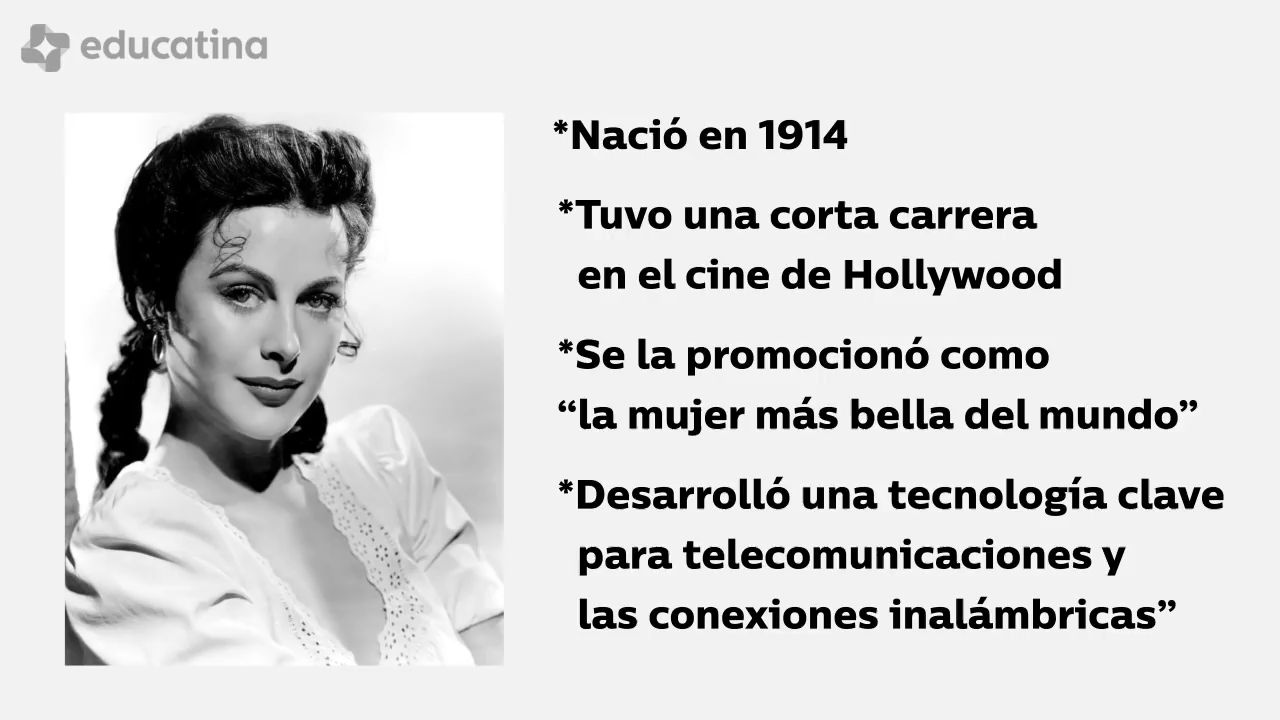 educatina
*Nació en 1914
*Tuvo una corta carrera
en el cine de Hollywood
*Se la promocionó como
“la mujer más bella del mundo”
*Desarrolló una tecnología clave
para telecomunicaciones y
las conexiones inalámbricas”